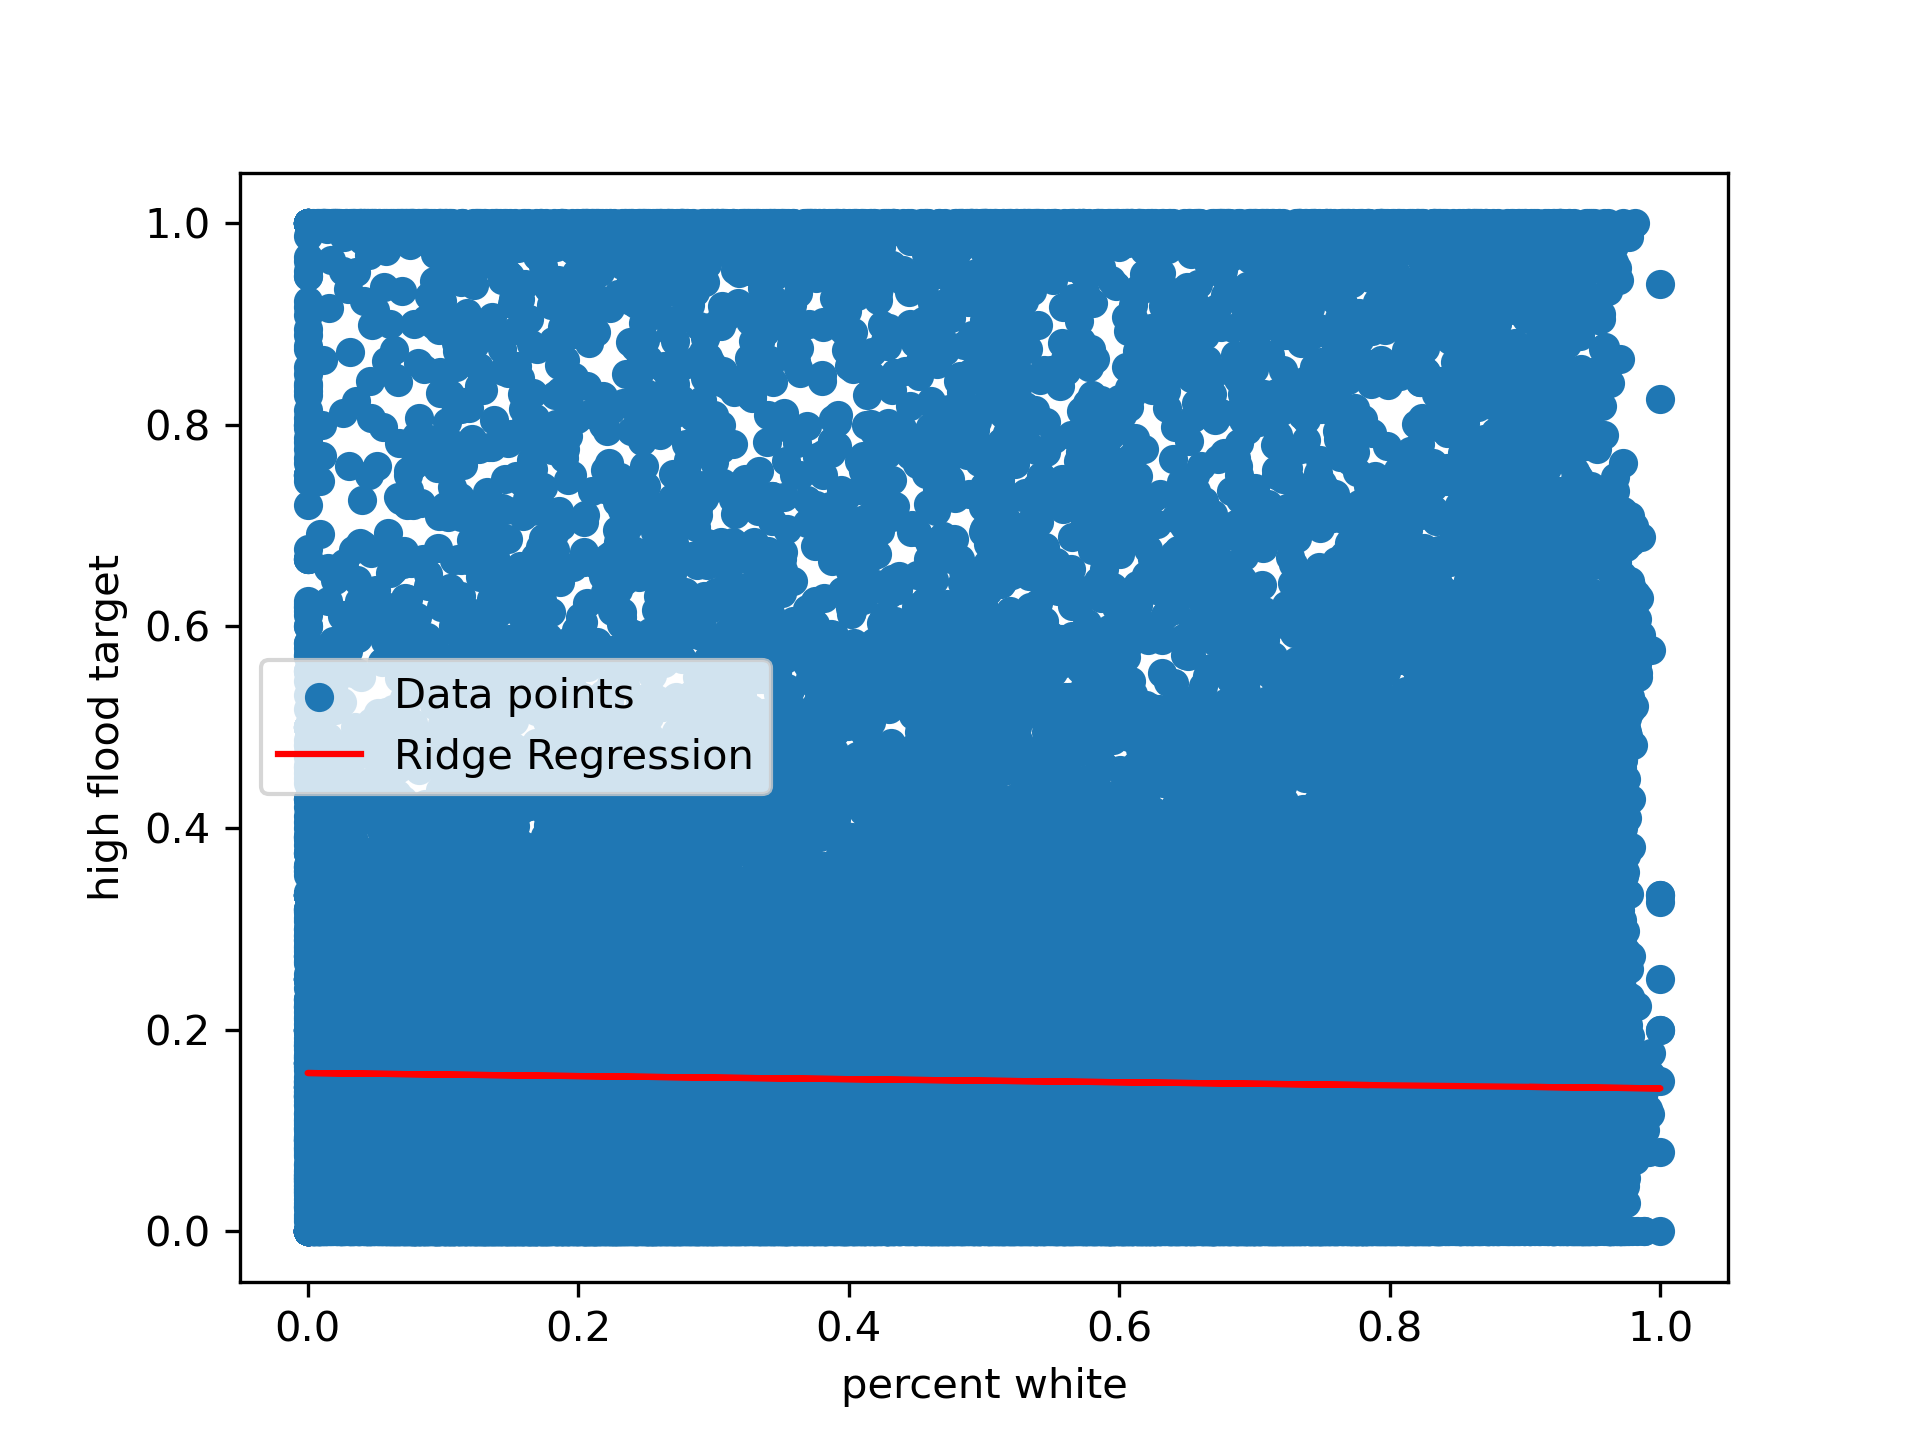 1.0
0.8
0.6
0.4
0.2
0.0
high flood target
Data points
Ridge Regression
0.0 0.2 0.4 0.6 0.8 1.0
percent white